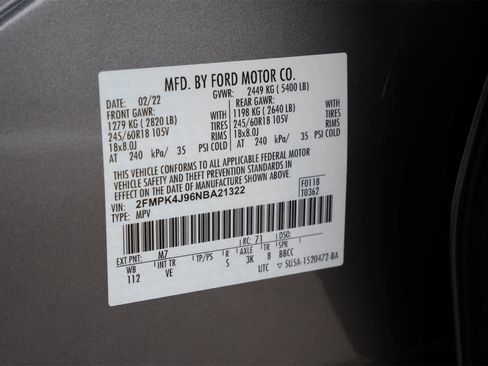 MFD. BY FORD MOTOR CO.
DATE: 02/22 GVWR: 2449 KG ( 5400 LB)
FRONT GAWR: REAR GAWR:
1279 KG ( 2820 LB) WITH 1198 KG ( 2640 LB) WITH
245/60R18 105V TIRES 245/60R18 105V TIRES
18x8.0J RIMS 18x8.0J RIMS
AT 240 kPa/ 35 PSI COLD AT 240 kPa/ 35 PSI COLD
THIS VEHICLE CONFORMS TO ALL APPLICABLE FEDERAL MOTOR
VEHICLE SAFETY AND THEFT PREVENTION STANDARDS IN EFFECT ON
THE DATE OF MANUFACTURE SHOWN ABOVE.
VIN: 2FMPK4J96NBA21322 F0118
TYPE: MPV T0362
EXT PNT: M7 RC: 71
WB INT TR TP/PS R AXLE TR SPR
112 VE S 3K 8 BBCC
UTC 5U5A-1520472-BA